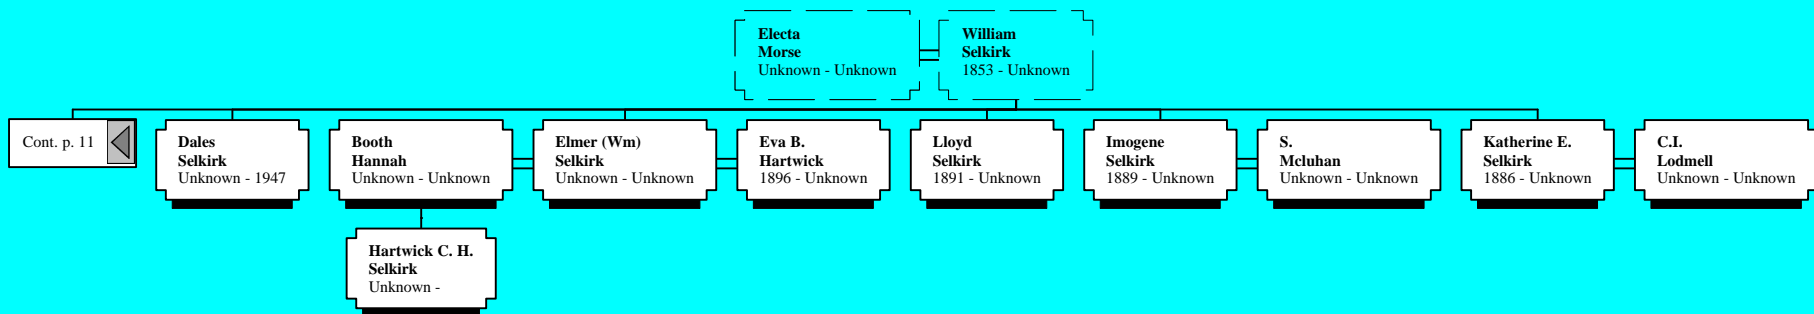 Electa
Morse
Unknown - Unknown
William
Selkirk
1853 - Unknown
Cont. p. 11
Dales
Selkirk
Unknown - 1947
Booth
Hannah
Unknown - Unknown
Elmer (Wm)
Selkirk
Unknown - Unknown
Eva B.
Hartwick
1896 - Unknown
Lloyd
Selkirk
1891 - Unknown
Imogene
Selkirk
1889 - Unknown
S.
Mcluhan
Unknown - Unknown
Katherine E.
Selkirk
1886 - Unknown
C.I.
Lodmell
Unknown - Unknown
Hartwick C. H.
Selkirk
Unknown -